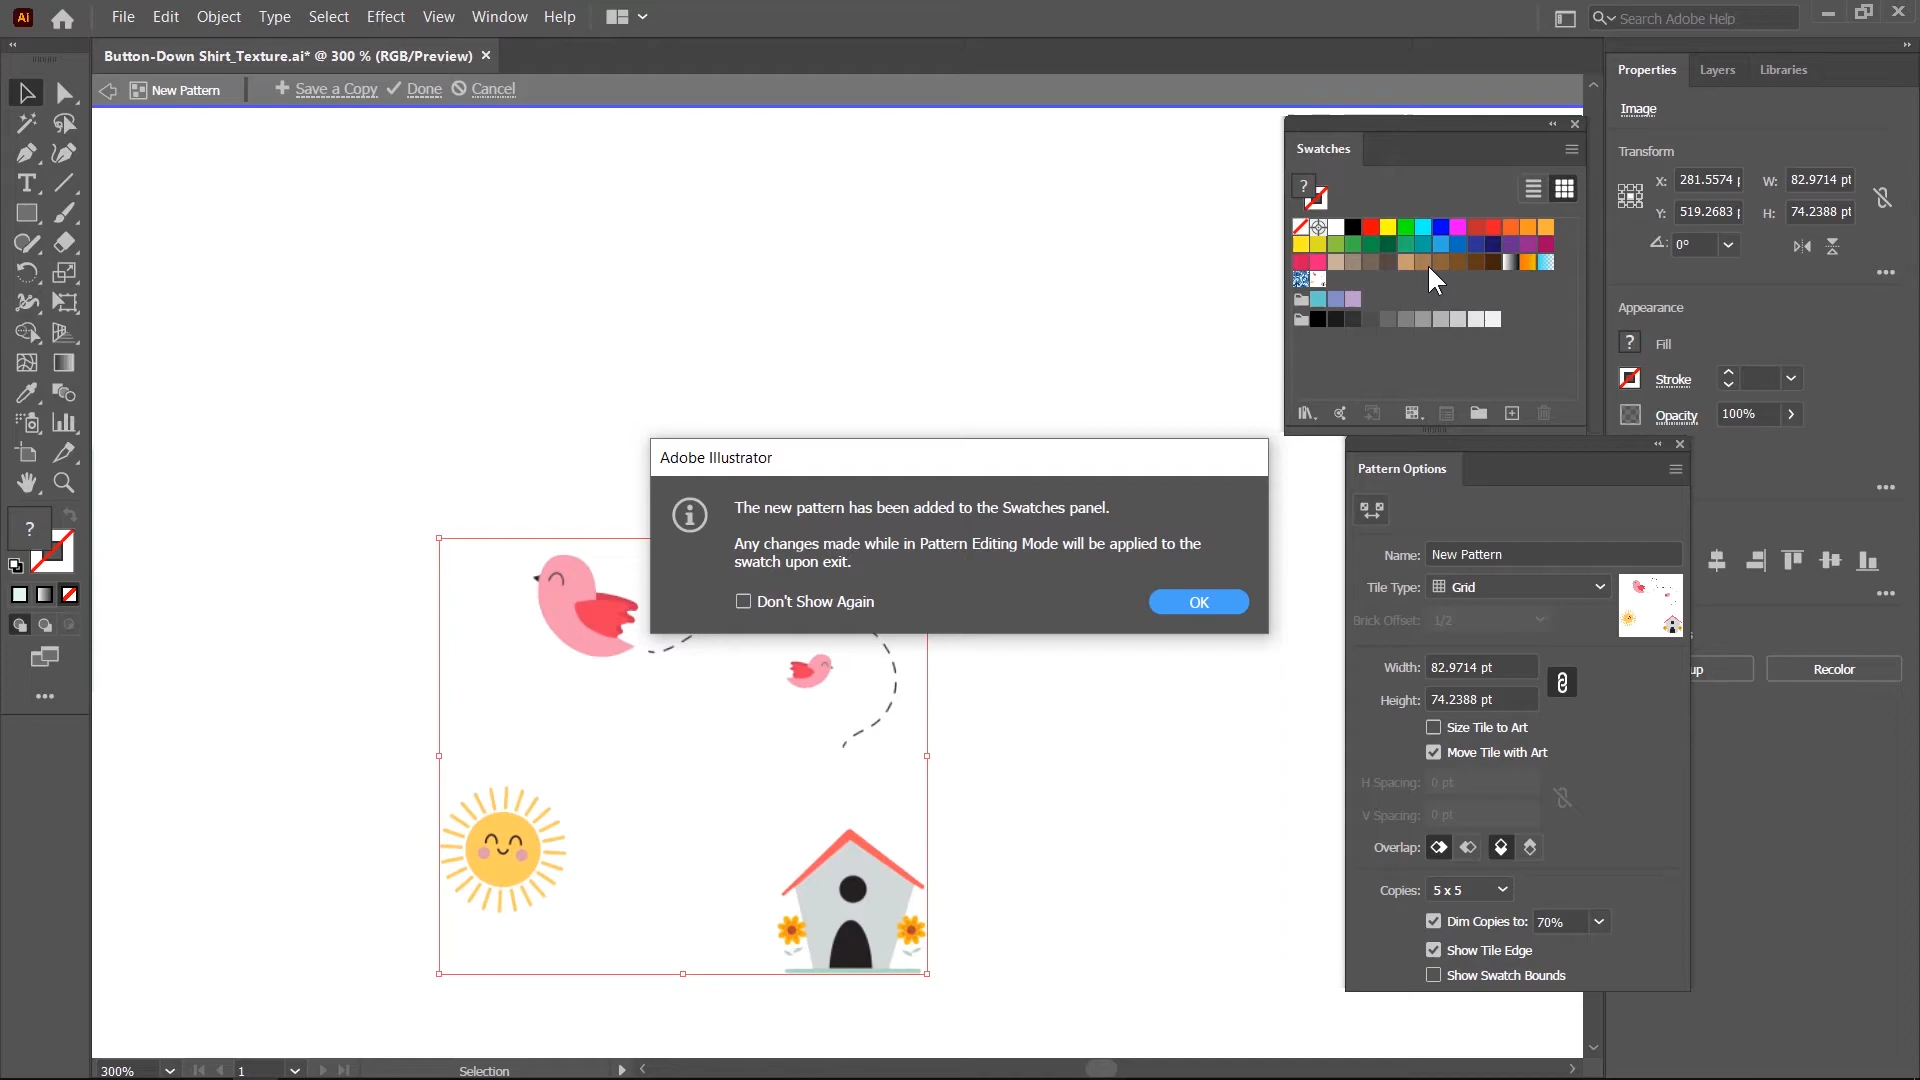 Ai File Edit Object Type Select Effect View Window Help Search Adobe Help
Button-Down Shirt_Texture.ai* @ 300 % (RGB/Preview)
New Pattern Save a Copy Done Cancel
Properties Layers Libraries
Image
Transform
X: 281.5574 W: 82.9714 pt
Y: 519.2683 H: 74.2388 pt
0°
Appearance
? Fill
Stroke
Opacity 100%
Recolor
Swatches
?
Adobe Illustrator
The new pattern has been added to the Swatches panel.
Any changes made while in Pattern Editing Mode will be applied to the
swatch upon exit.
Don't Show Again OK
Pattern Options
Name: New Pattern
Tile Type: Grid
Brick Offset: 1/2
Width: 82.9714 pt
Height: 74.2388 pt
Size Tile to Art
Move Tile with Art
H Spacing: 0 pt
V Spacing: 0 pt
Overlap:
Copies: 5 x 5
Dim Copies to: 70%
Show Tile Edge
Show Swatch Bounds
?
300% 1 Selection